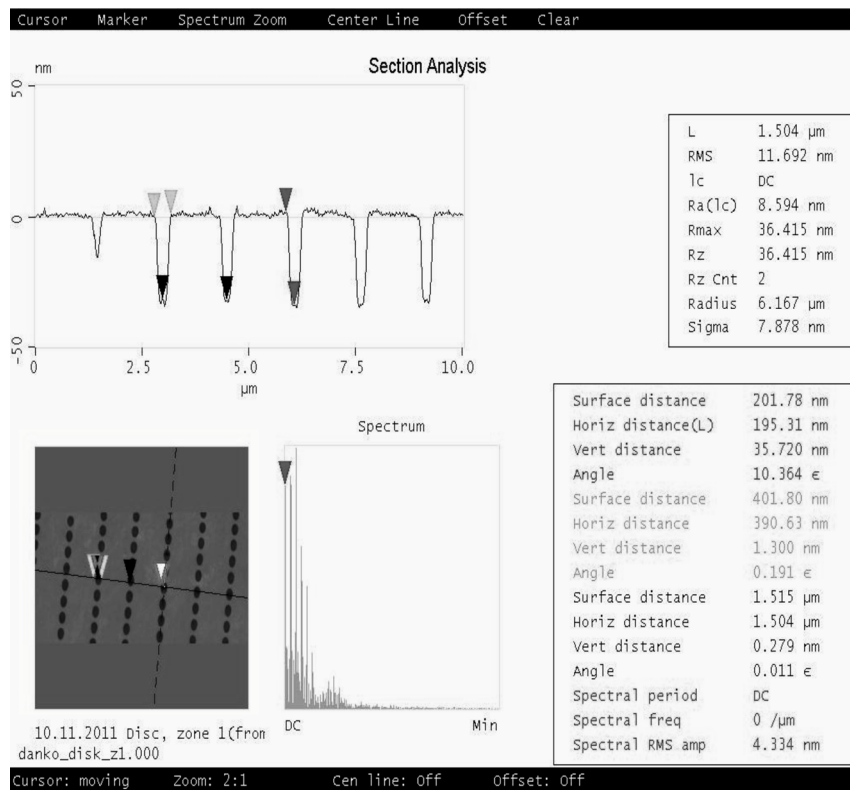 Cursor Marker Spectrum Zoom Center Line Offset Clear
Section Analysis
nm
50
0
-50
0 2.5 5.0 7.5 10.0
µm
L 1.504 µm
RMS 11.692 nm
lc DC
Ra(lc) 8.594 nm
Rmax 36.415 nm
Rz 36.415 nm
Rz Cnt 2
Radius 6.167 µm
Sigma 7.878 nm
Spectrum
DC Min
Surface distance 201.78 nm
Horiz distance(L) 195.31 nm
Vert distance 35.720 nm
Angle 10.364 є
Surface distance 401.80 nm
Horiz distance 390.63 nm
Vert distance 1.300 nm
Angle 0.191 є
Surface distance 1.515 µm
Horiz distance 1.504 µm
Vert distance 0.279 nm
Angle 0.011 є
Spectral period DC
Spectral freq 0 /µm
Spectral RMS amp 4.334 nm
10.11.2011 Disc, zone 1(from
danko_disk_z1.000
Cursor: moving Zoom: 2:1 Cen line: Off Offset: Off